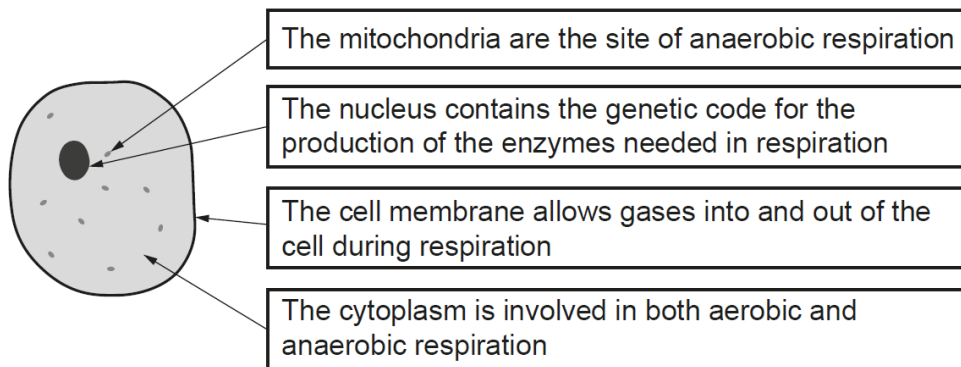 The mitochondria are the site of anaerobic respiration
The nucleus contains the genetic code for the
production of the enzymes needed in respiration
The cell membrane allows gases into and out of the
cell during respiration
The cytoplasm is involved in both aerobic and
anaerobic respiration